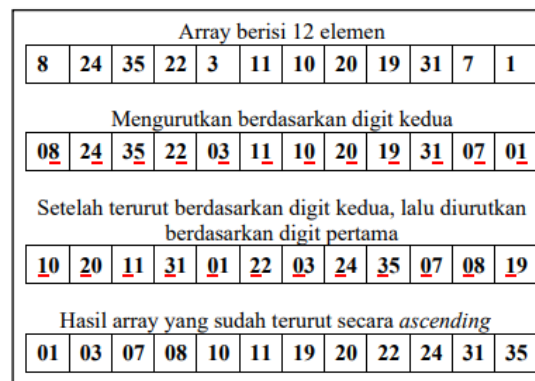 Array berisi 12 elemen
8 24 35 22 3 11 10 20 19 31 7 1
Mengurutkan berdasarkan digit kedua
08 24 35 22 03 11 10 20 19 31 07 01
Setelah terurut berdasarkan digit kedua, lalu diurutkan
berdasarkan digit pertama
10 20 11 31 01 22 03 24 35 07 08 19
Hasil array yang sudah terurut secara ascending
01 03 07 08 10 11 19 20 22 24 31 35